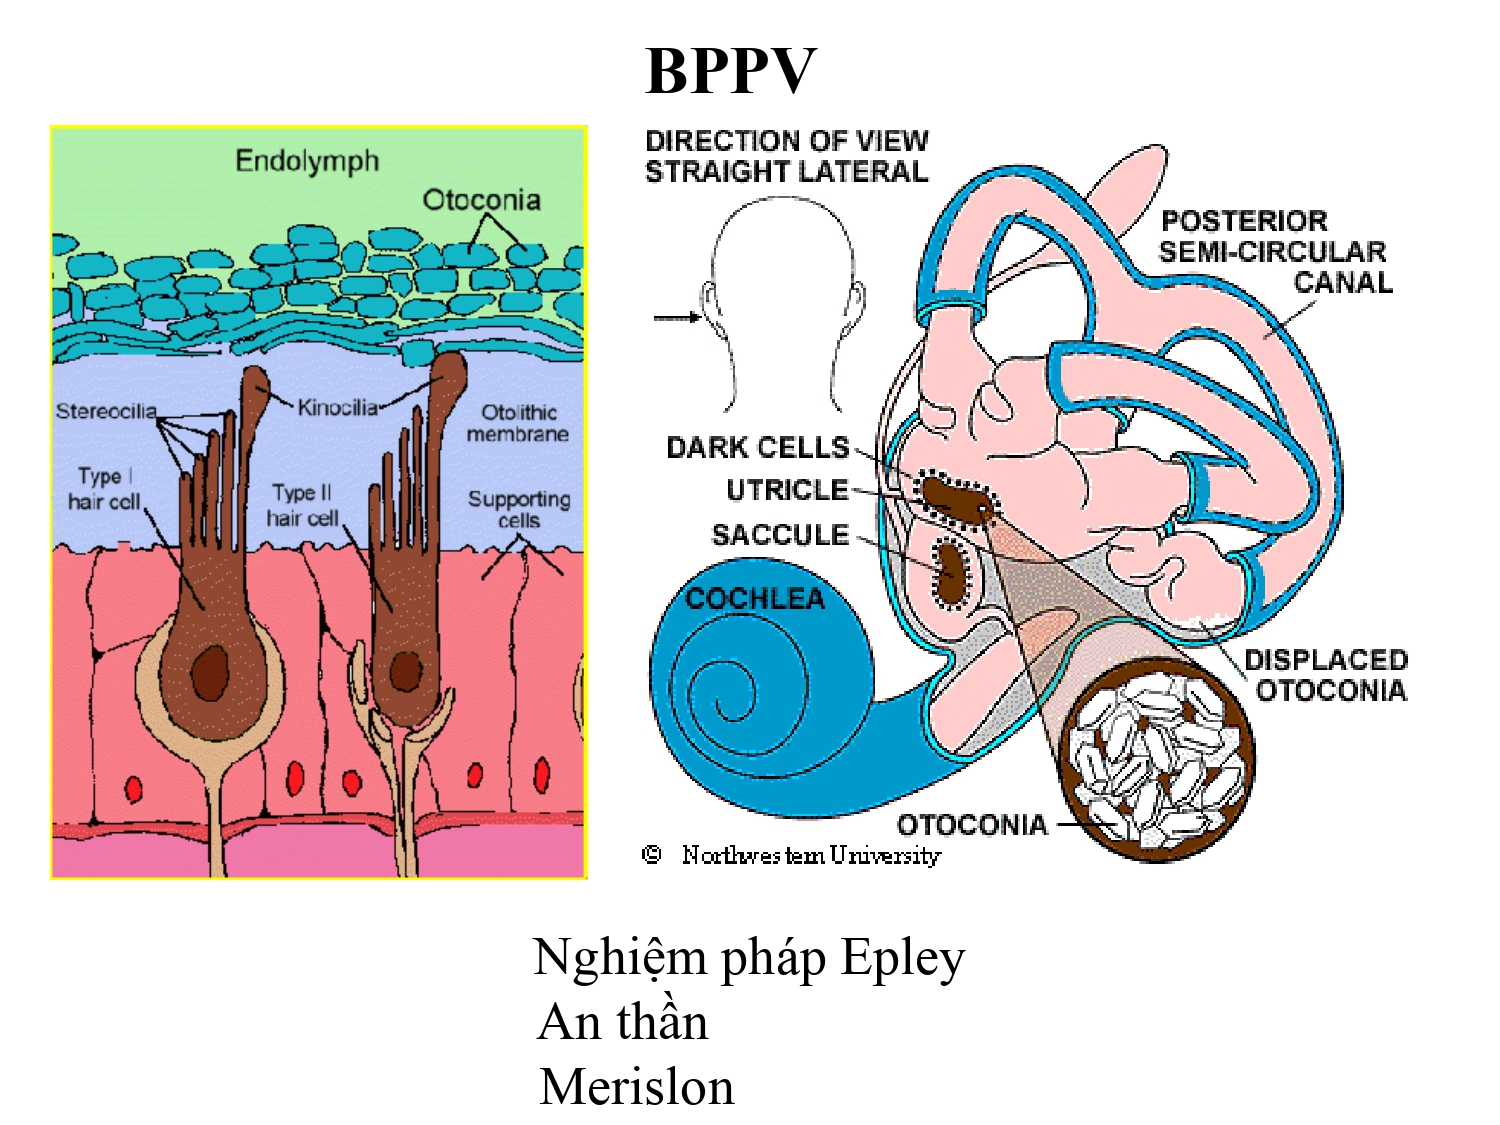 BPPV
Endolymph
Otoconia
Stereocilia
Kinocilia
Otolithic
membrane
Type I
hair cell
Type II
hair cell
Supporting
cells
DIRECTION OF VIEW
STRAIGHT LATERAL
POSTERIOR
SEMI-CIRCULAR
CANAL
DARK CELLS
UTRICLE
SACCULE
COCHLEA
DISPLACED
OTOCONIA
OTOCONIA
© Northwestern University
Nghiệm pháp Epley
An thần
Merislon